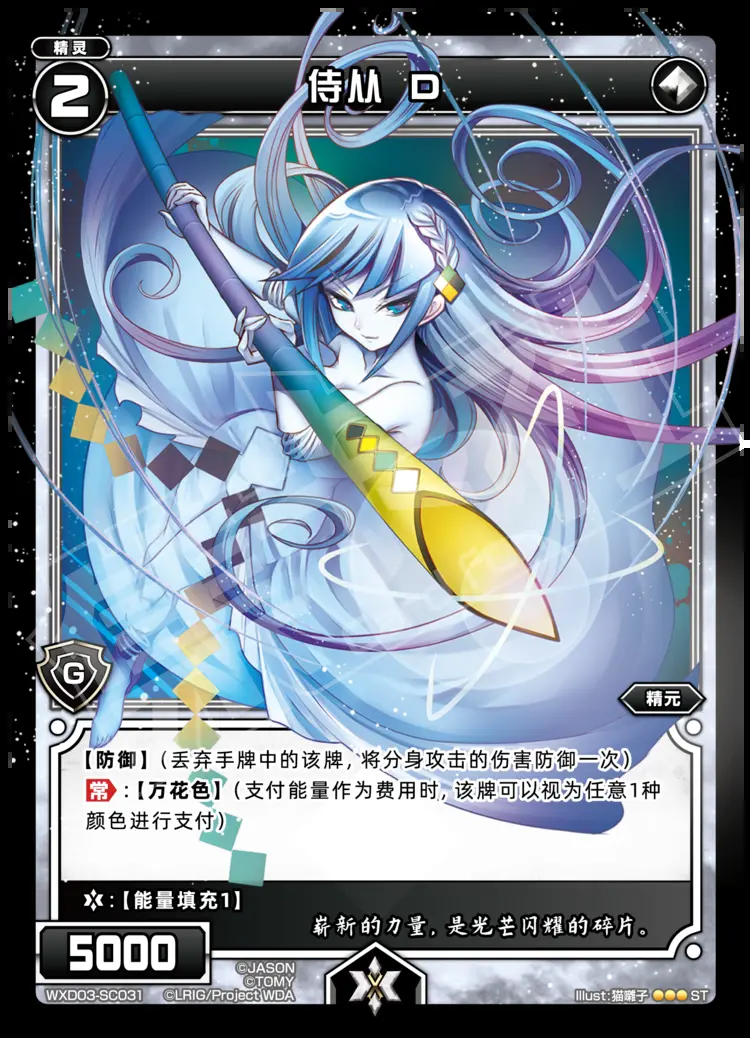 精灵
2
侍从 D
G
精元
【防御】（丢弃手牌中的该牌，将分身攻击的伤害防御一次）
常：【万花色】（支付能量作为费用时，该牌可以视为任意1种
颜色进行支付）
：【能量填充1】
崭新的力量，是光芒闪耀的碎片。
5000
©JASON
©TOMY
WXD03-SC031 ©LRIG/Project WDA
Illust:猫囃子 ST